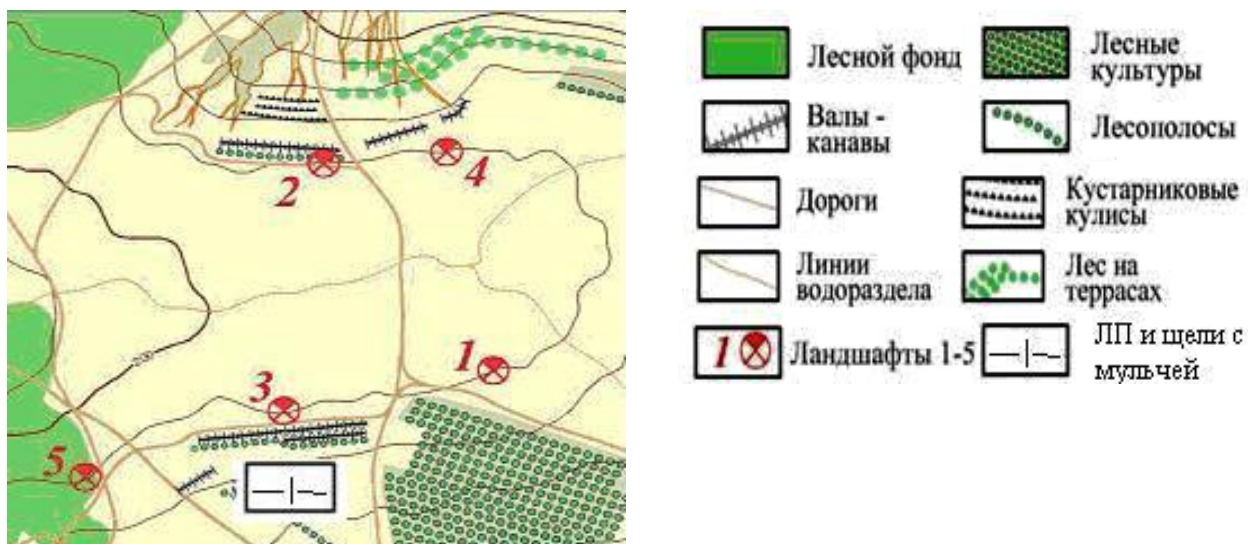 2
4
1
3
5
Лесной фонд
Лесные
культуры
Валы -
канавы
Лесополосы
Дороги
Кустарниковые
кулисы
Линии
водораздела
Лес на
террасах
1
Ландшафты 1-5
ЛП и щели с
мульчей